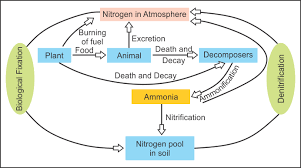 Nitrogen in Atmosphere
Burning
of fuel
Food
Excretion
Plant
Animal
Death and
Decay
Decomposers
Death and Decay
Biological Fixation
Ammonification
Denitrification
Ammonia
Nitrification
Nitrogen pool
in soil